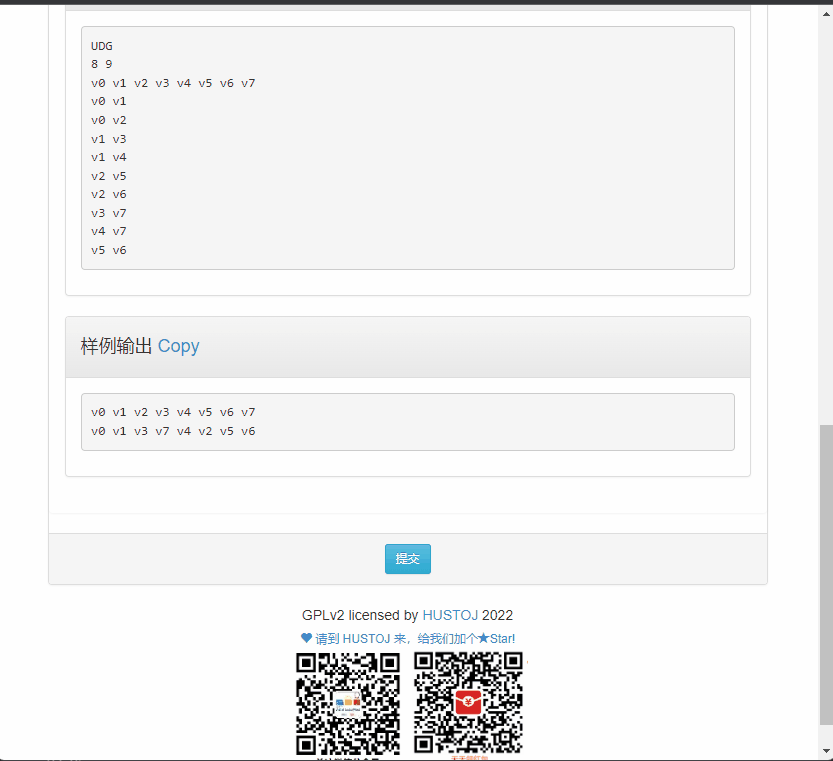 UDG
8 9
v0 v1 v2 v3 v4 v5 v6 v7
v0 v1
v0 v2
v1 v3
v1 v4
v2 v5
v2 v6
v3 v7
v4 v7
v5 v6
样例输出 Copy
v0 v1 v2 v3 v4 v5 v6 v7
v0 v1 v3 v7 v4 v2 v5 v6
提交
GPLv2 licensed by HUSTOJ 2022
❤ 请到 HUSTOJ 来，给我们加个★Star!